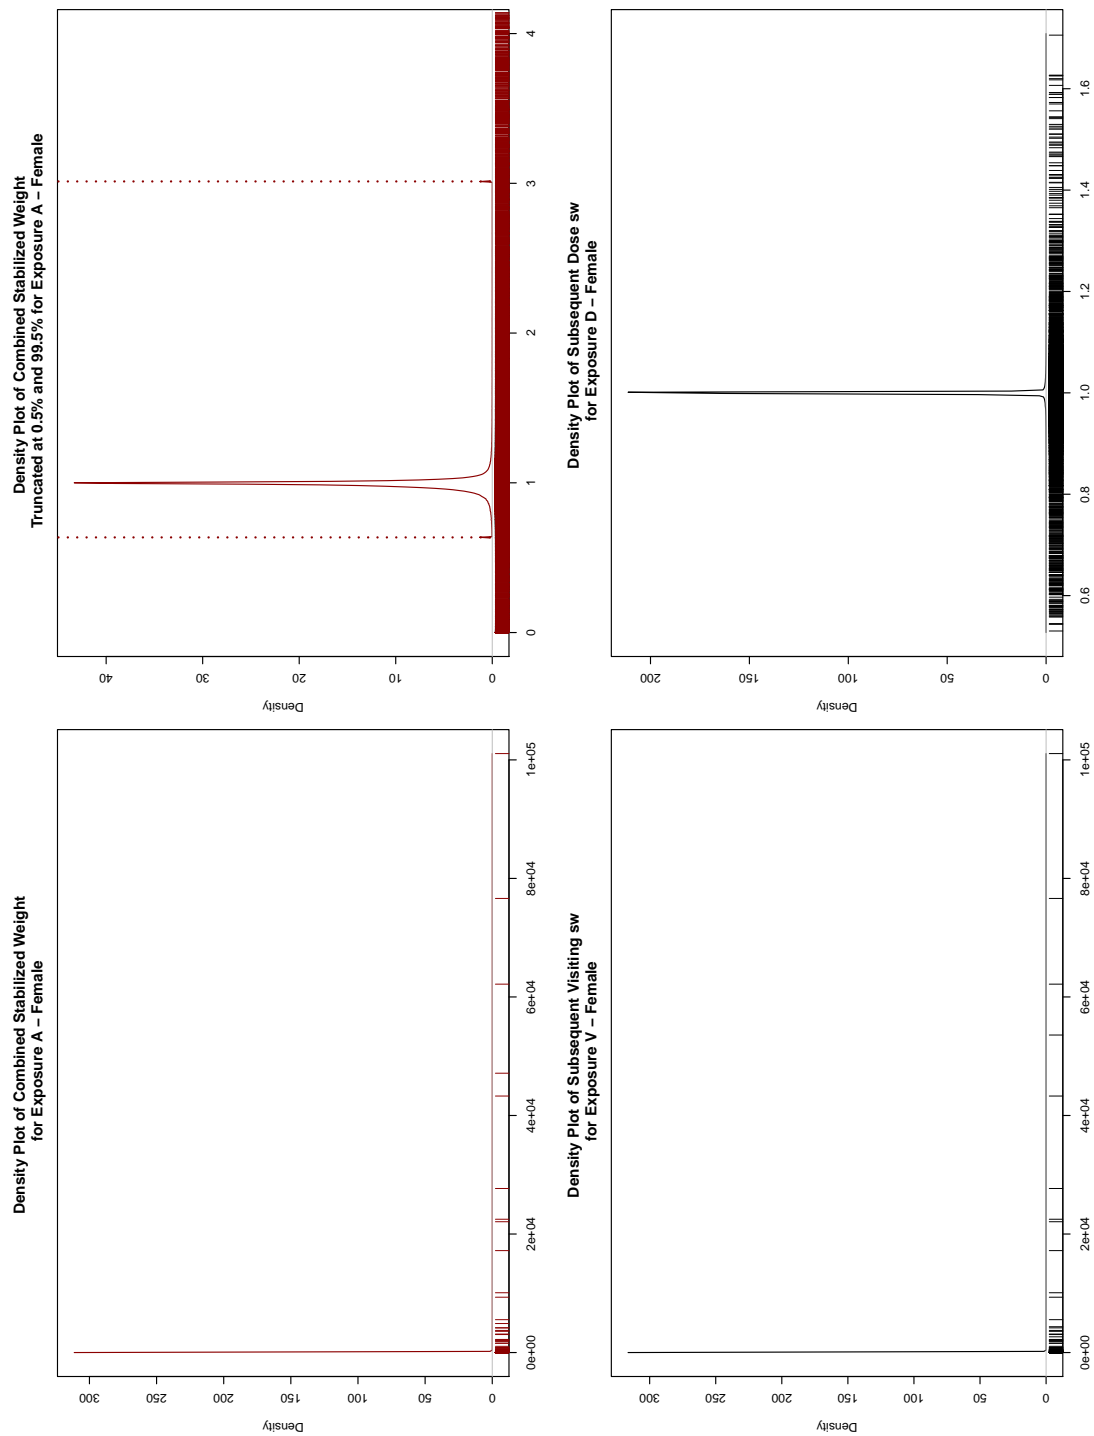 Density Plot of Combined Stabilized Weight
for Exposure A − Female
Density
0
50
100
150
200
250
300
0e+00
2e+04
4e+04
6e+04
8e+04
1e+05
Density Plot of Combined Stabilized Weight
Truncated at 0.5% and 99.5% for Exposure A − Female
Density
0
10
20
30
40
0
1
2
3
4
Density Plot of Subsequent Visiting sw
for Exposure V − Female
Density
0
50
100
150
200
250
300
0e+00
2e+04
4e+04
6e+04
8e+04
1e+05
Density Plot of Subsequent Dose sw
for Exposure D − Female
Density
0
50
100
150
200
0.6
0.8
1.0
1.2
1.4
1.6